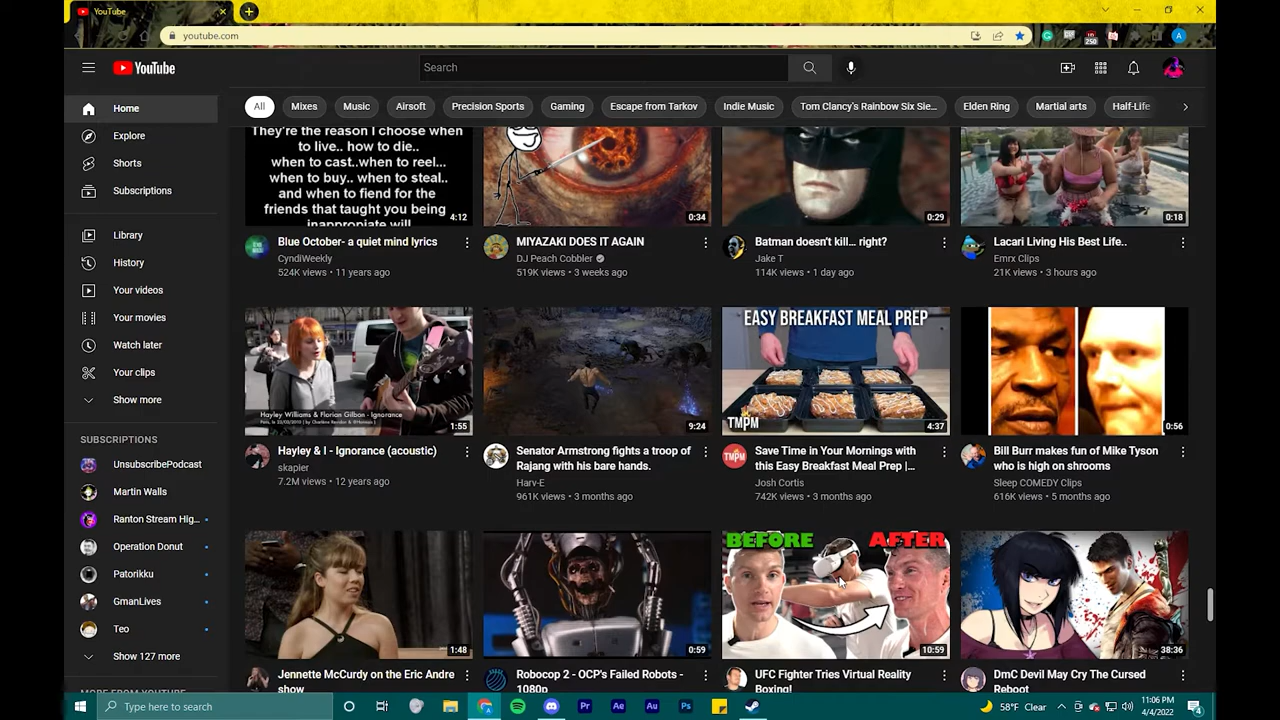 YouTube
youtube.com
250
A
YouTube
Search
All
Mixes
Music
Airsoft
Precision Sports
Gaming
Escape from Tarkov
Indie Music
Tom Clancy's Rainbow Six Sie...
Elden Ring
Martial arts
Half-Life
Home
Explore
Shorts
Subscriptions
Library
History
Your videos
Your movies
Watch later
Your clips
Show more
SUBSCRIPTIONS
UnsubscribePodcast
Martin Walls
Ranton Stream Hig...
Operation Donut
Patorikku
GmanLives
Teo
Show 127 more
They're the reason I choose when
to live.. how to die..
when to cast..when to reel...
and when to buy.. when to steal..
and when to fiend for the
friends that taught you being
inappropiate will
4:12
Blue October- a quiet mind lyrics
CyndiWeekly
524K views • 11 years ago
0:34
MIYAZAKI DOES IT AGAIN
DJ Peach Cobbler
519K views • 3 weeks ago
0:29
Batman doesn't kill... right?
Jake T
114K views • 1 day ago
0:18
Lacari Living His Best Life..
Emrx Clips
21K views • 3 hours ago
Hayley Williams & Florian Gilbon - Ignorance
1:55
Hayley & I - Ignorance (acoustic)
skapier
7.2M views • 12 years ago
9:24
Senator Armstrong fights a troop of
Rajang with his bare hands.
Harv-E
961K views • 3 months ago
EASY BREAKFAST MEAL PREP
TMPM
4:37
TMPM
Save Time in Your Mornings with
this Easy Breakfast Meal Prep |...
Josh Cortis
742K views • 3 months ago
0:56
Bill Burr makes fun of Mike Tyson
who is high on shrooms
Sleep COMEDY Clips
616K views • 5 months ago
1:48
Jennette McCurdy on the Eric Andre
show
0:59
Robocop 2 - OCP's Failed Robots -
1080p
BEFORE
AFTER
10:59
UFC Fighter Tries Virtual Reality
Boxing!
38:36
DmC Devil May Cry The Cursed
Reboot
Type here to search
Pr
Ae
Au
Ps
58°F Clear
11:06 PM
4/4/2022
4